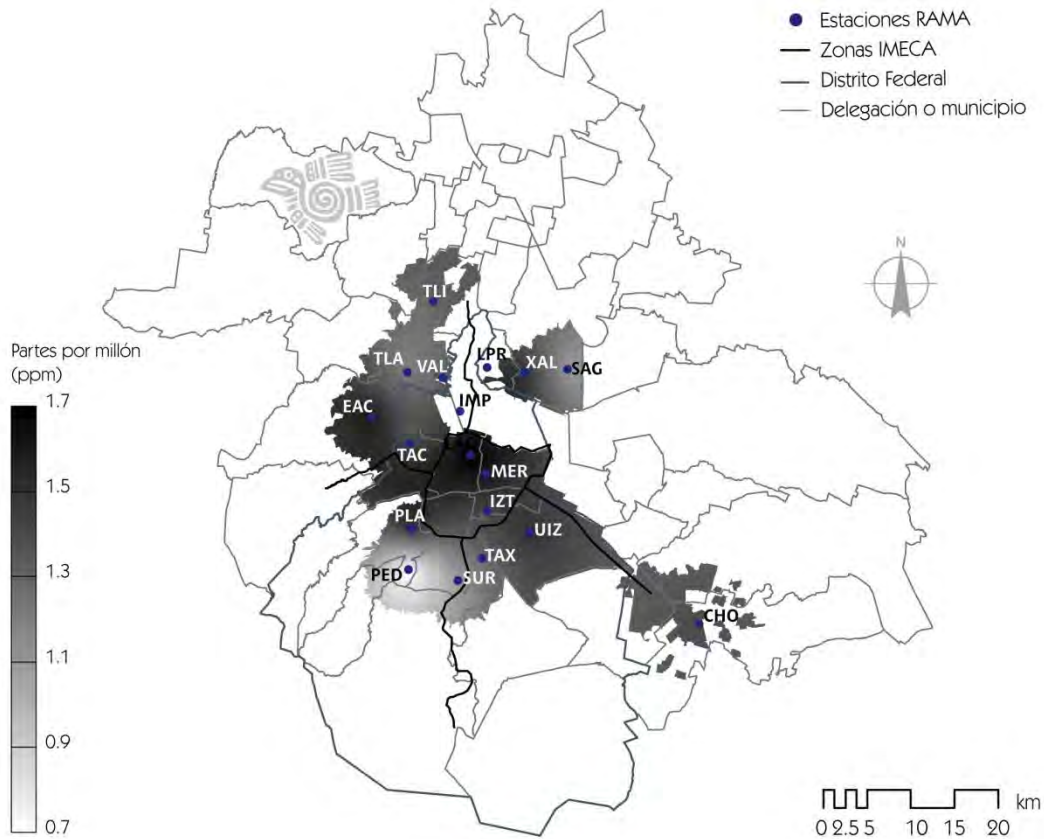 Estaciones RAMA
Zonas IMECA
Distrito Federal
Delegación o municipio
N
TLI
TLA
VAL
LPR
XAL
SAG
EAC
IMP
TAC
MER
IZT
PLA
UIZ
TAX
PED
SUR
CHO
Partes por millón
(ppm)
1.7
1.5
1.3
1.1
0.9
0.7
km
0 2.5 5 10 15 20